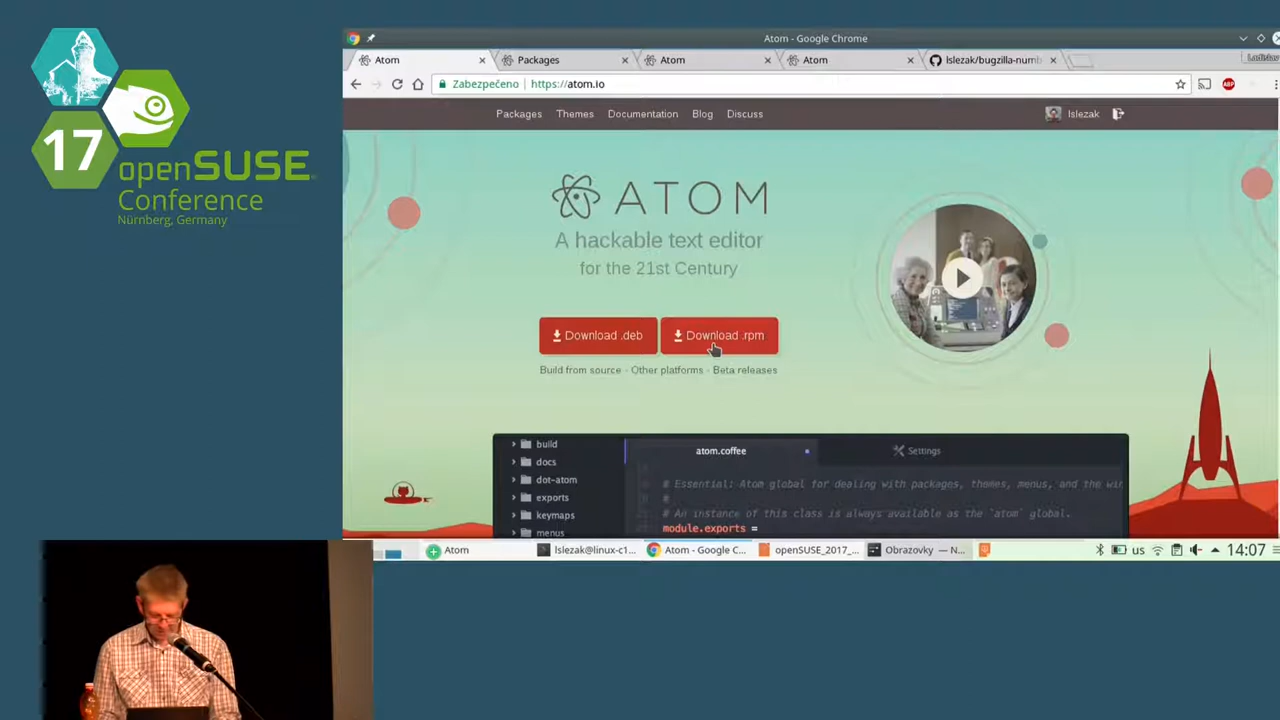 17
openSUSE
Conference
Nürnberg, Germany
Atom - Google Chrome
Atom
Packages
Atom
Atom
lslezak/bugzilla-numb
Ladislav
Zabezpečeno
https://atom.io
ABP
Packages Themes Documentation Blog Discuss
lslezak
ATOM
A hackable text editor
for the 21st Century
Download .deb
Download .rpm
Build from source · Other platforms · Beta releases
build
docs
dot-atom
exports
keymaps
menus
atom.coffee
Settings
# Essential: Atom global for dealing with packages, themes, menus, and the win
#
# An instance of this class is always available as the `atom` global.
module.exports =
Atom
lslezak@linux-c1...
Atom - Google C...
openSUSE_2017_...
Obrazovky — N...
us
14:07